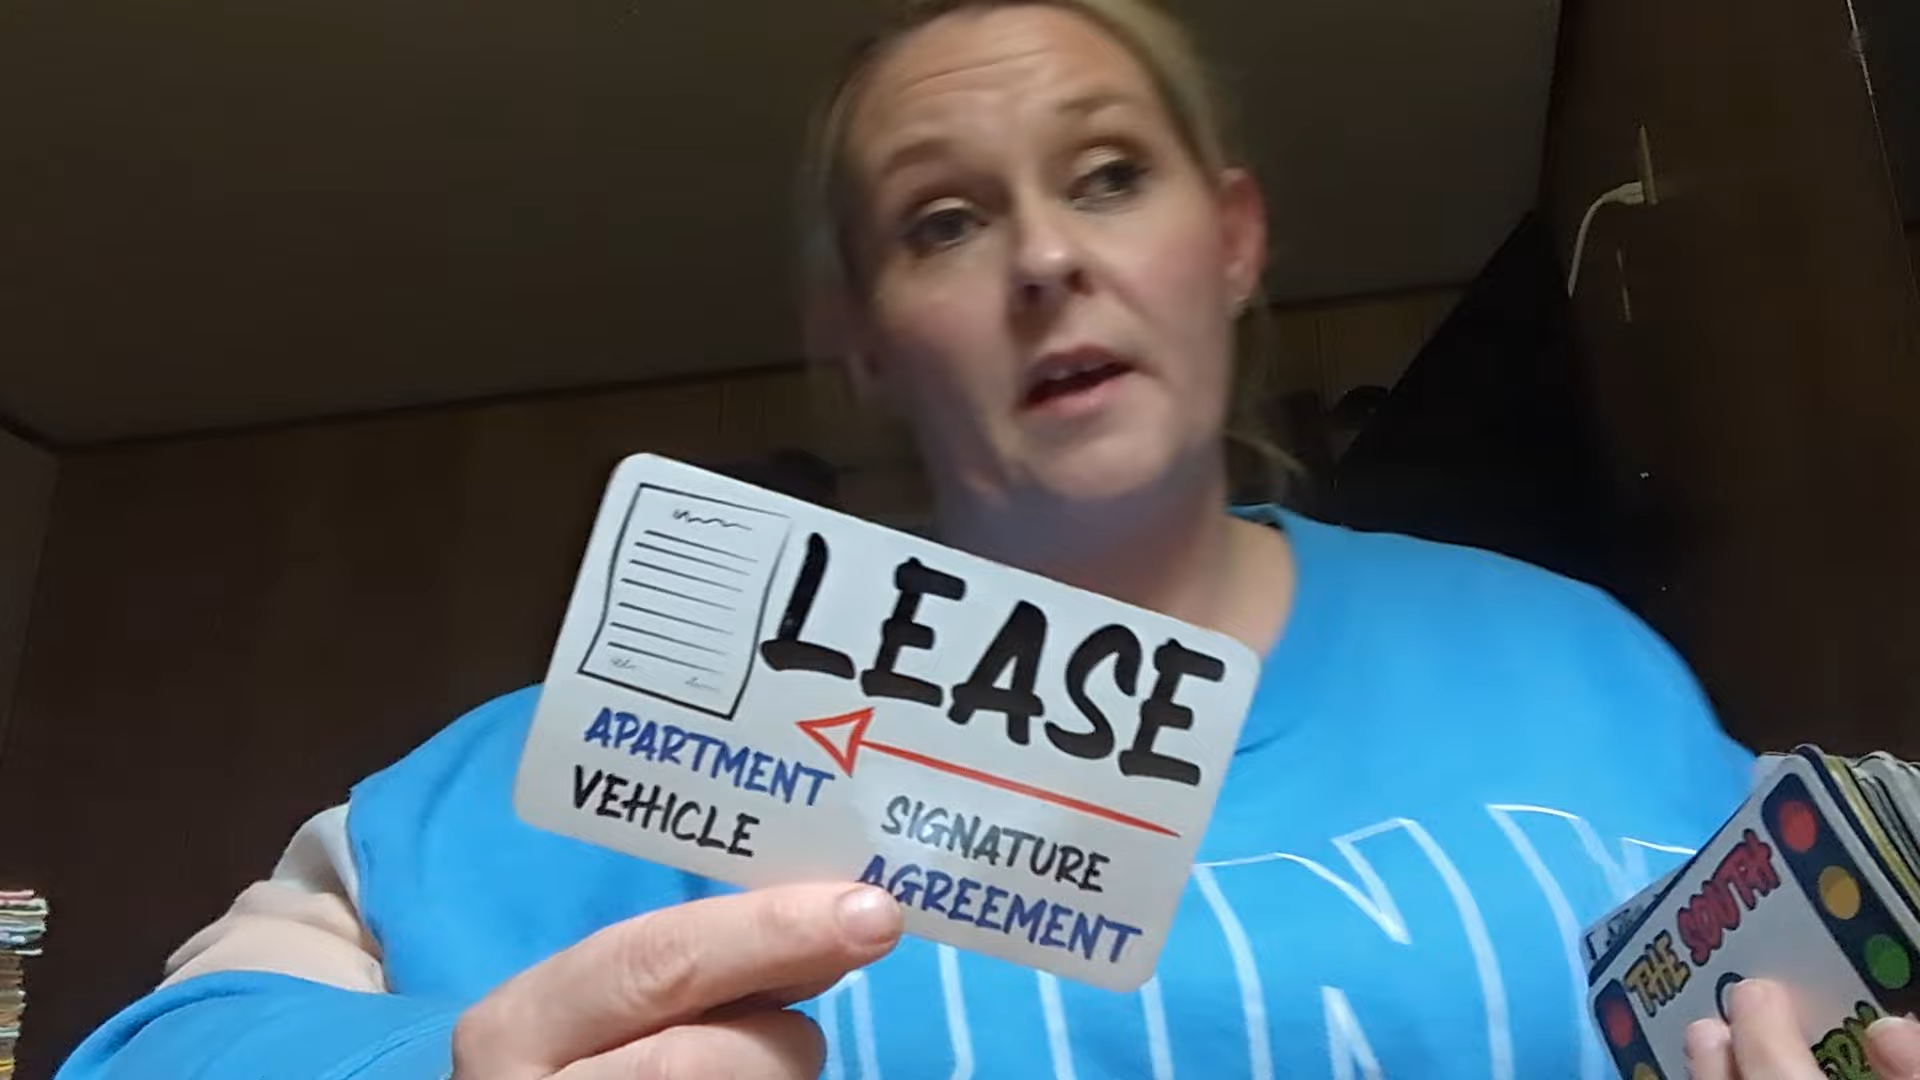 LEASE
APARTMENT
VEHICLE
SIGNATURE
AGREEMENT
THE SOUTH